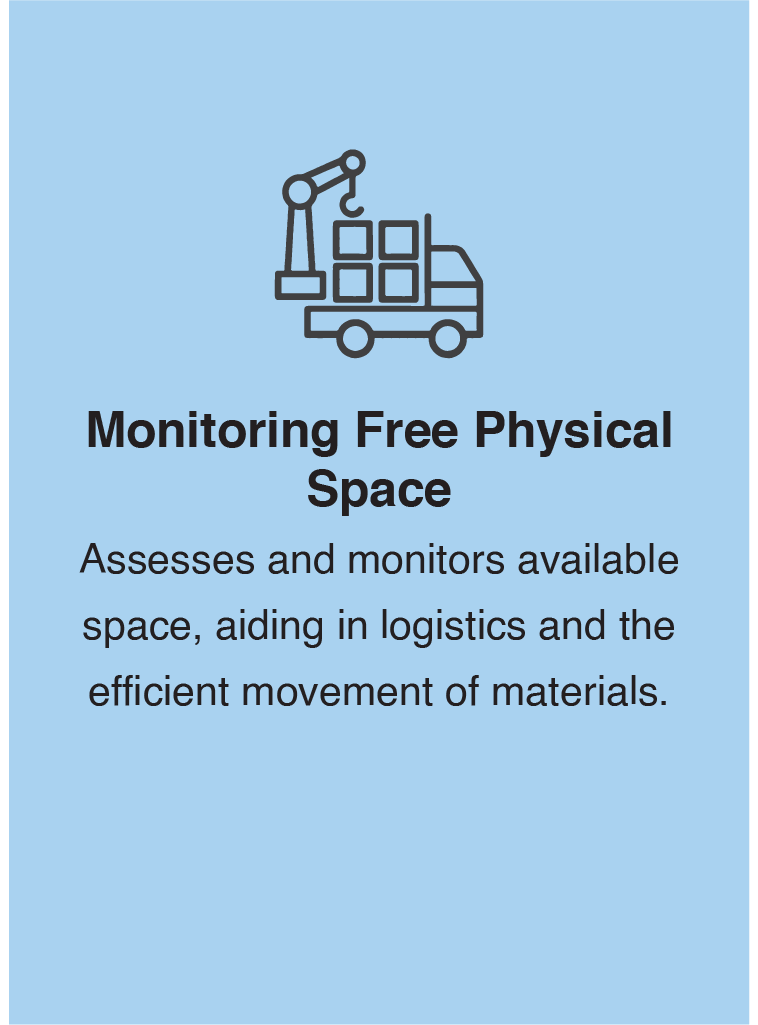 Monitoring Free Physical
Space
Assesses and monitors available
space, aiding in logistics and the
efficient movement of materials.